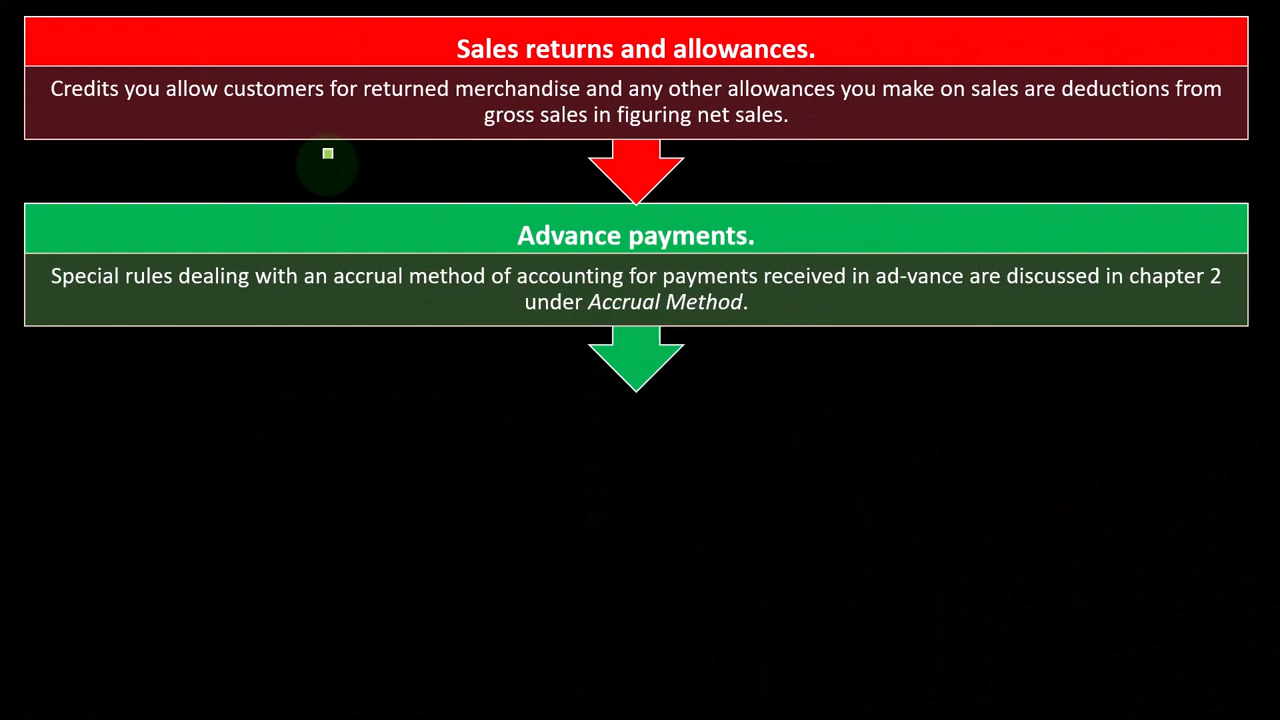 Sales returns and allowances.
Credits you allow customers for returned merchandise and any other allowances you make on sales are deductions from
gross sales in figuring net sales.
Advance payments.
Special rules dealing with an accrual method of accounting for payments received in ad-vance are discussed in chapter 2
under Accrual Method.